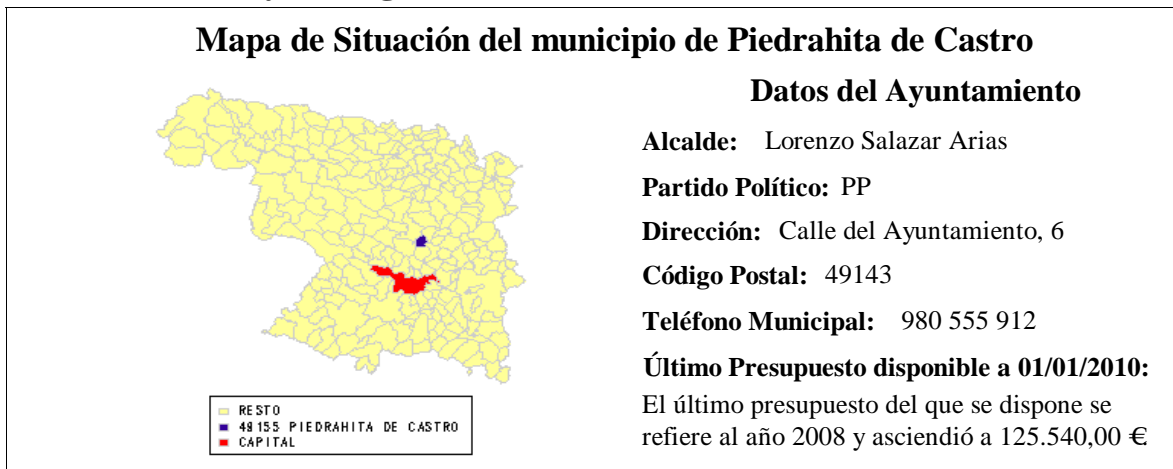 Mapa de Situación del municipio de Piedrahita de Castro
Datos del Ayuntamiento
Alcalde: Lorenzo Salazar Arias
Partido Político: PP
Dirección: Calle del Ayuntamiento, 6
Código Postal: 49143
Teléfono Municipal: 980 555 912
Último Presupuesto disponible a 01/01/2010:
El último presupuesto del que se dispone se
refiere al año 2008 y asciendió a 125.540,00 €
RESTO
49155 PIEDRAHITA DE CASTRO
CAPITAL